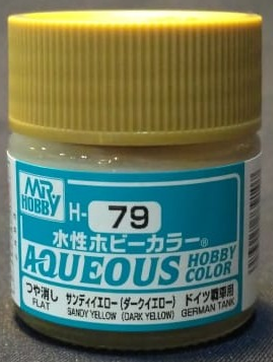 MR
HOBBY
H- 79
水性ホビーカラー®
AQUEOUS HOBBY COLOR
つや消し サンディイエロー(ダークイエロー) ドイツ戦車用
FLAT SANDY YELLOW (DARK YELLOW) GERMAN TANK